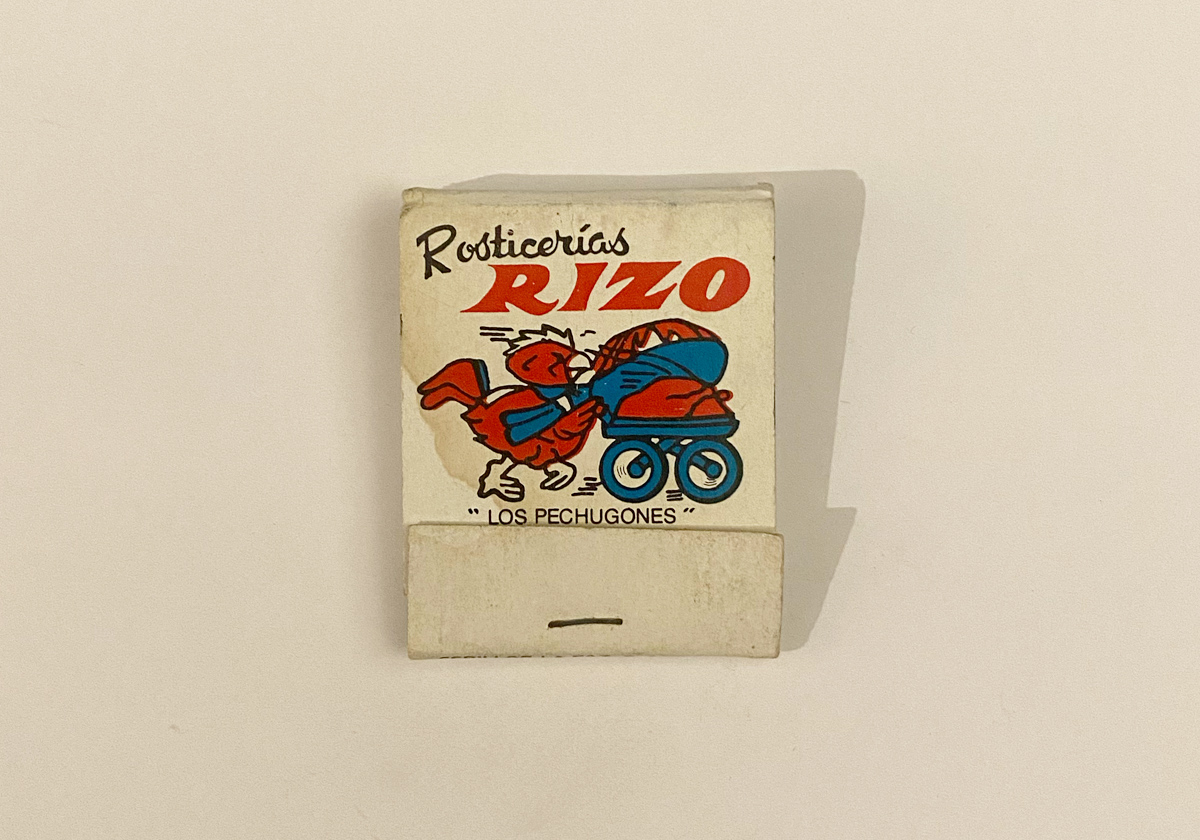 Rosticerías
RIZO
" LOS PECHUGONES "